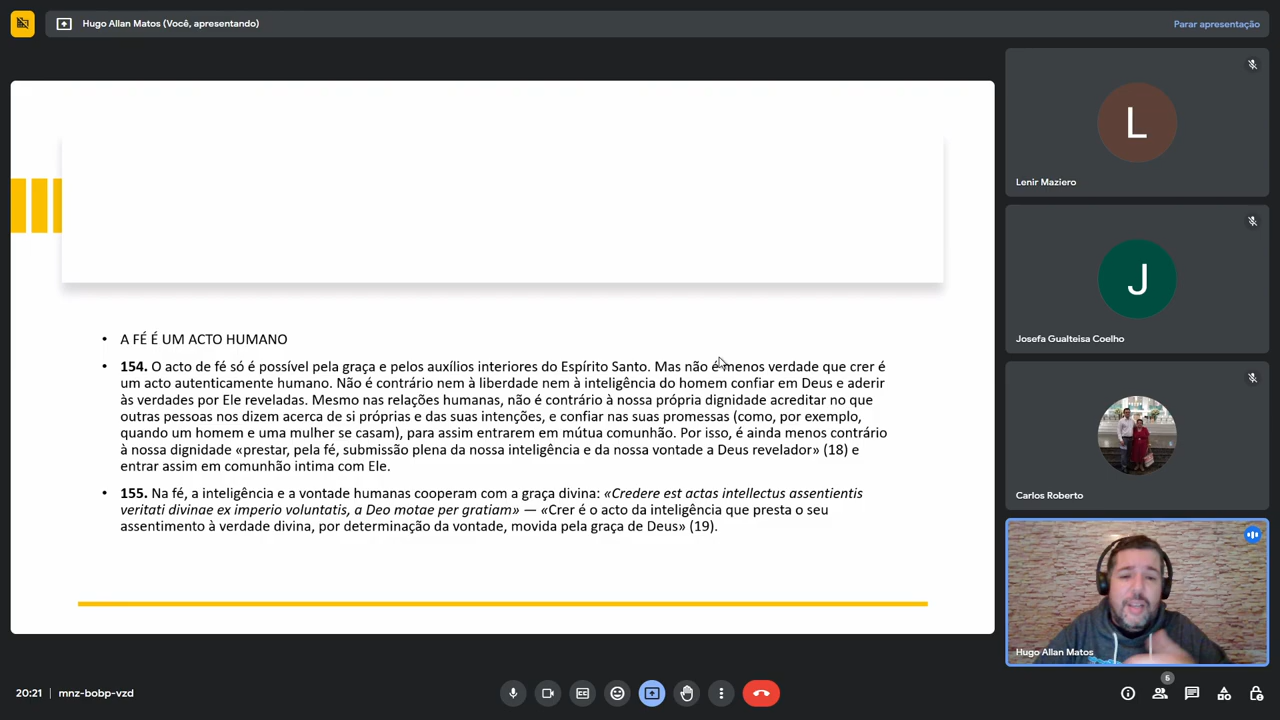 Hugo Allan Matos (Você, apresentando)
Parar apresentação
• A FÉ É UM ACTO HUMANO
• 154. O acto de fé só é possível pela graça e pelos auxílios interiores do Espírito Santo. Mas não é menos verdade que crer é
um acto autenticamente humano. Não é contrário nem à liberdade nem à inteligência do homem confiar em Deus e aderir
às verdades por Ele reveladas. Mesmo nas relações humanas, não é contrário à nossa própria dignidade acreditar no que
outras pessoas nos dizem acerca de si próprias e das suas intenções, e confiar nas suas promessas (como, por exemplo,
quando um homem e uma mulher se casam), para assim entrarem em mútua comunhão. Por isso, é ainda menos contrário
à nossa dignidade «prestar, pela fé, submissão plena da nossa inteligência e da nossa vontade a Deus revelador» (18) e
entrar assim em comunhão intima com Ele.
• 155. Na fé, a inteligência e a vontade humanas cooperam com a graça divina: «Credere est actas intellectus assentientis
veritati divinae ex imperio voluntatis, a Deo motae per gratiam» — «Crer é o acto da inteligência que presta o seu
assentimento à verdade divina, por determinação da vontade, movida pela graça de Deus» (19).
L
Lenir Maziero
J
Josefa Gualteisa Coelho
Carlos Roberto
Hugo Allan Matos
20:21 | mnz-bobp-vzd
6